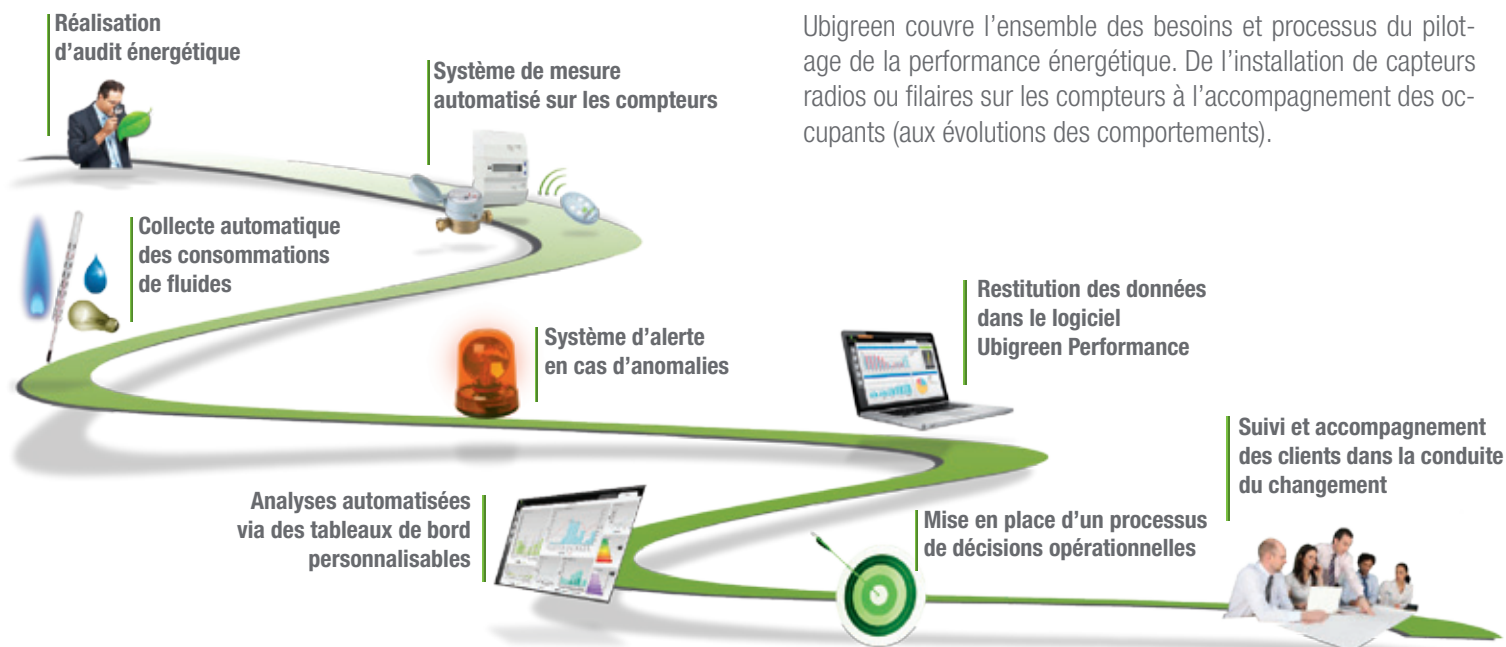 Réalisation
d'audit énergétique
Système de mesure
automatisé sur les compteurs
Ubigreen couvre l'ensemble des besoins et processus du pilot-
age de la performance énergétique. De l'installation de capteurs
radios ou filaires sur les compteurs à l'accompagnement des oc-
cupants (aux évolutions des comportements).
Collecte automatique
des consommations
de fluides
Système d'alerte
en cas d'anomalies
Restitution des données
dans le logiciel
Ubigreen Performance
Analyses automatisées
via des tableaux de bord
personnalisables
Mise en place d'un processus
de décisions opérationnelles
Suivi et accompagnement
des clients dans la conduite
du changement